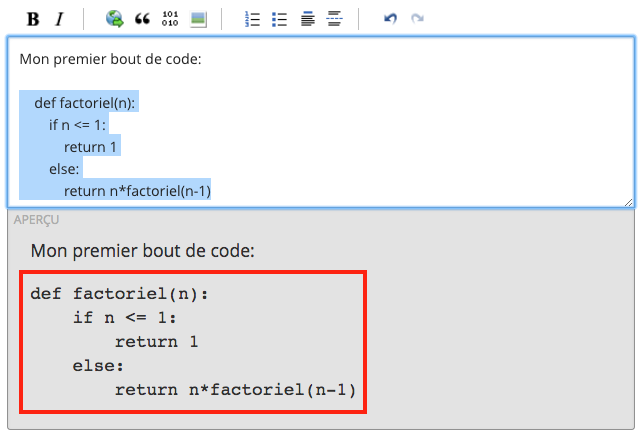 B I 101
010
Mon premier bout de code:
def factoriel(n):
if n <= 1:
return 1
else:
return n*factoriel(n-1)
APERÇU
Mon premier bout de code:
def factoriel(n):
    if n <= 1:
        return 1
    else:
        return n*factoriel(n-1)